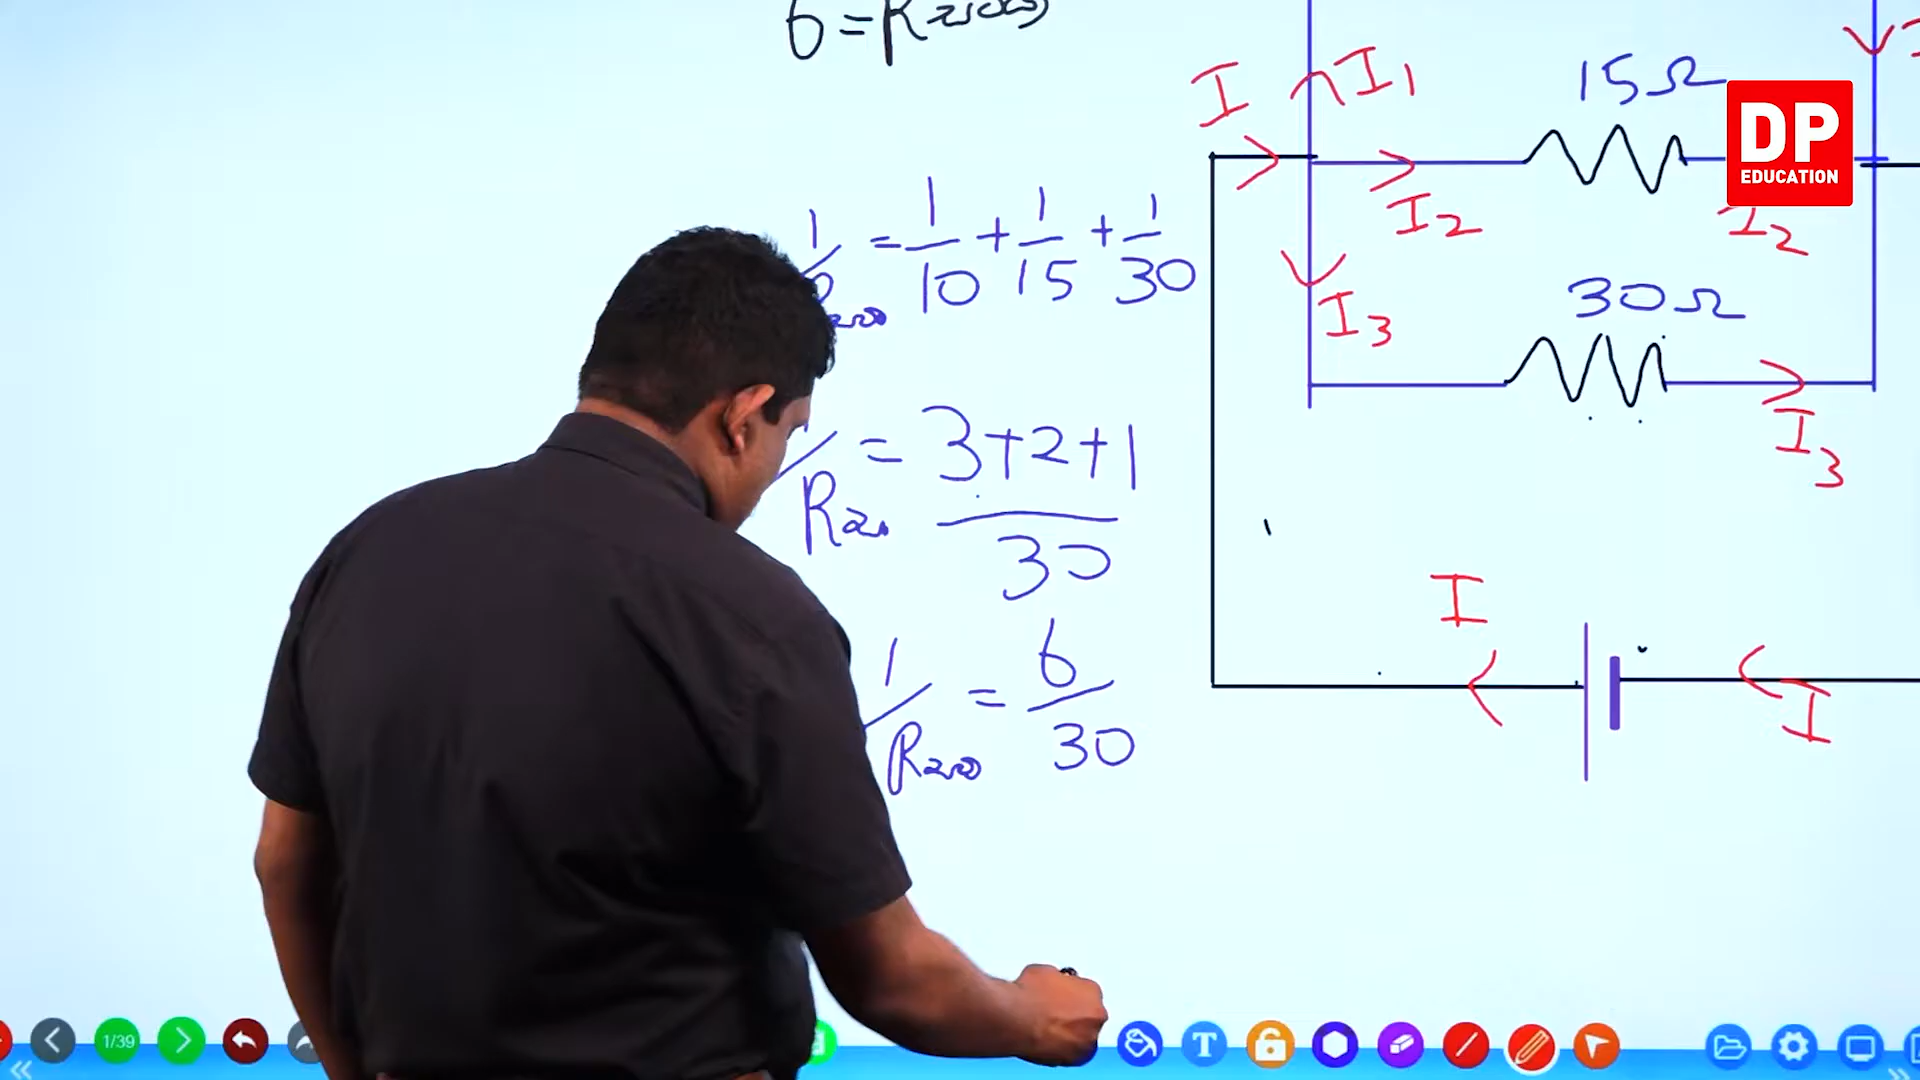 6 = R
I
I1
15Ω
DP
EDUCATION
I2
I2
1/ = 1/10 + 1/15 + 1/30
I3
30Ω
I3
/R = 3+2+1/30
I
1/R = 6/30
I
1/39
T